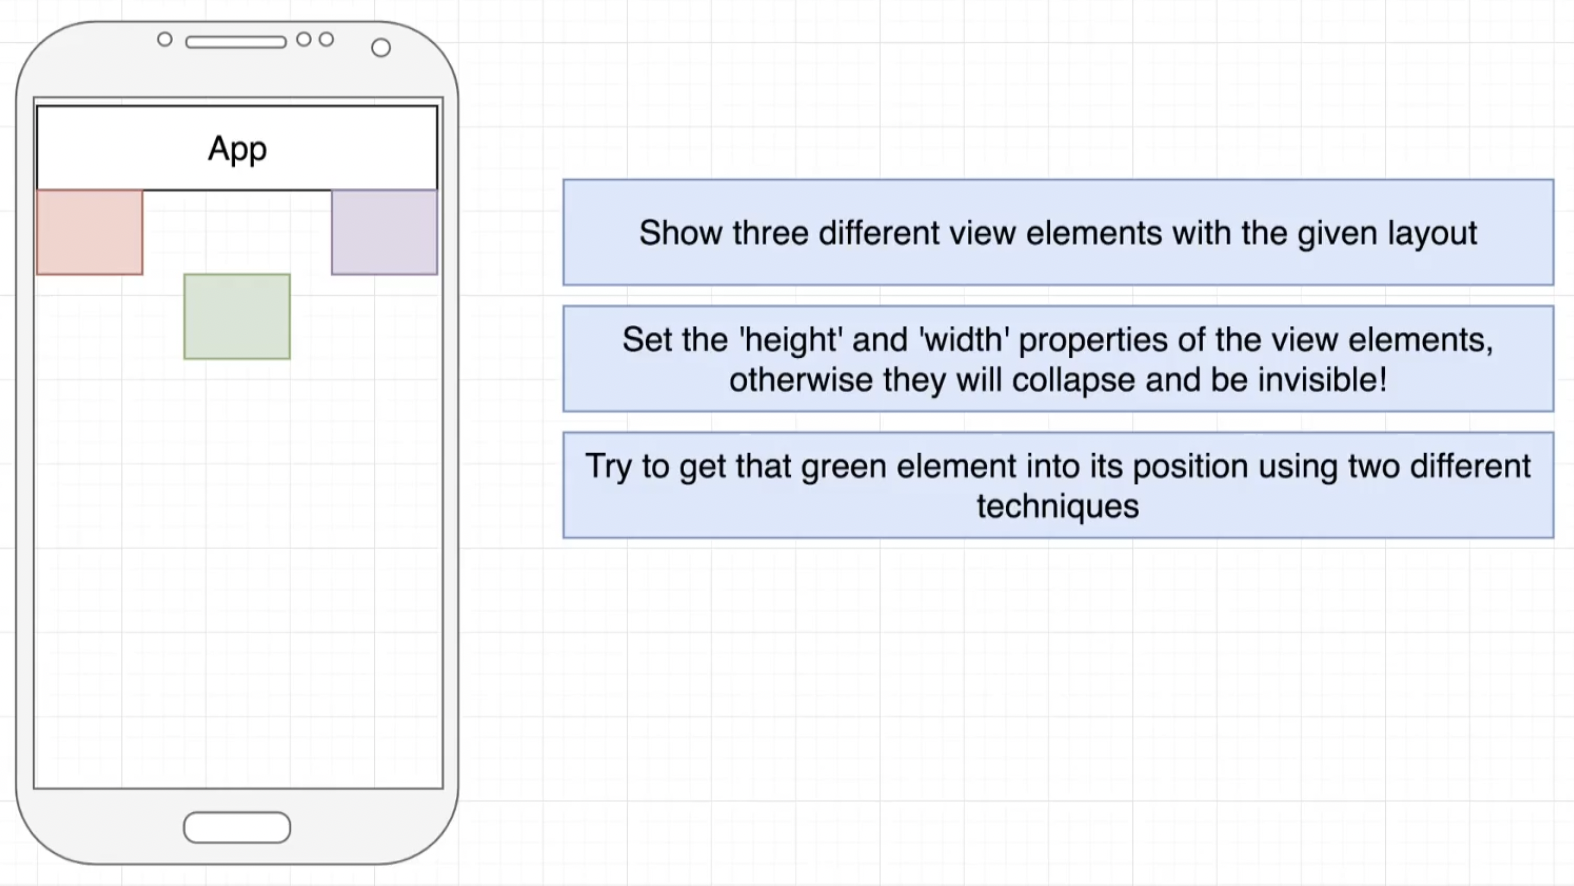 App
Show three different view elements with the given layout
Set the 'height' and 'width' properties of the view elements,
otherwise they will collapse and be invisible!
Try to get that green element into its position using two different
techniques